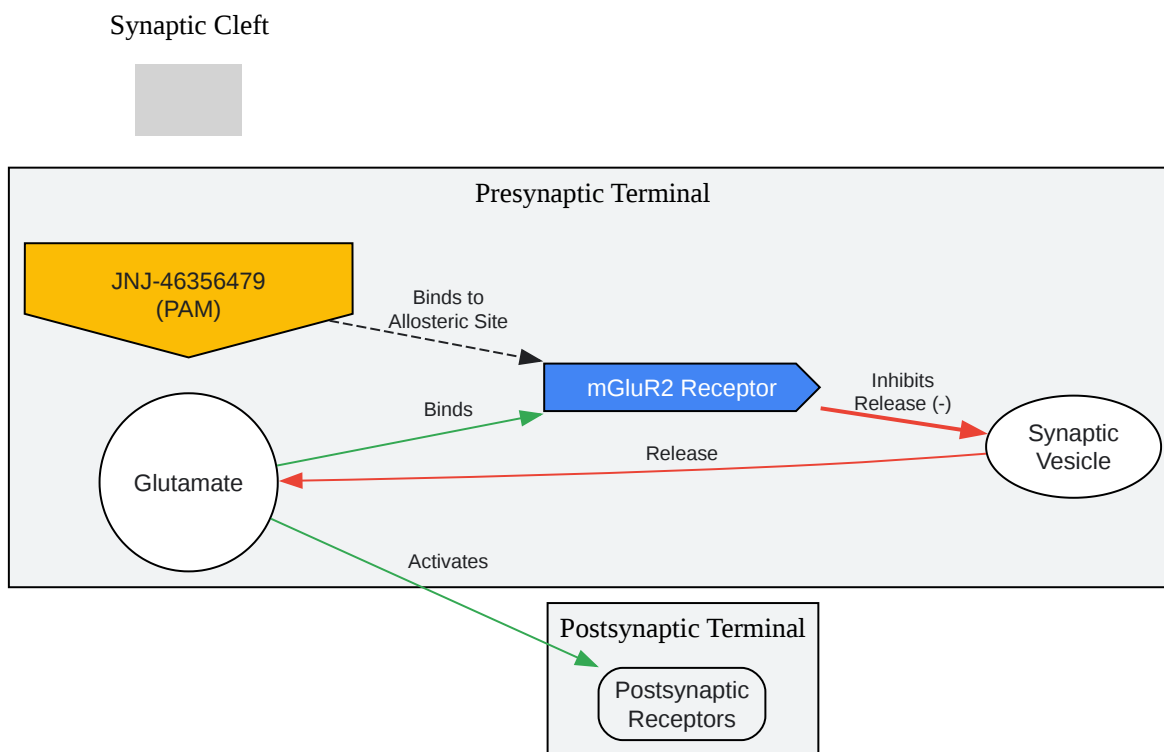 Synaptic Cleft
Presynaptic Terminal
JNJ-46356479
(PAM)
Binds to
Allosteric Site
mGluR2 Receptor
Inhibits
Release (-)
Binds
Synaptic
Vesicle
Release
Glutamate
Activates
Postsynaptic Terminal
Postsynaptic
Receptors